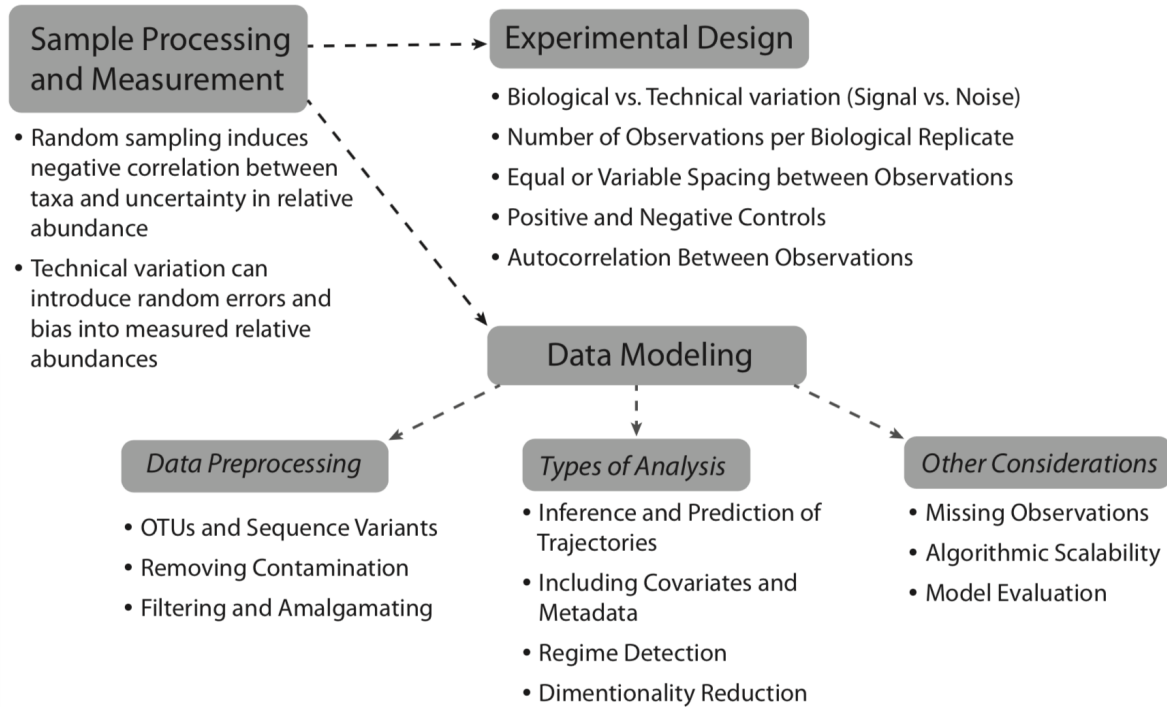 Sample Processing
and Measurement
• Random sampling induces
negative correlation between
taxa and uncertainty in relative
abundance
• Technical variation can
introduce random errors and
bias into measured relative
abundances
Experimental Design
• Biological vs. Technical variation (Signal vs. Noise)
• Number of Observations per Biological Replicate
• Equal or Variable Spacing between Observations
• Positive and Negative Controls
• Autocorrelation Between Observations
Data Modeling
Data Preprocessing
• OTUs and Sequence Variants
• Removing Contamination
• Filtering and Amalgamating
Types of Analysis
• Inference and Prediction of
Trajectories
• Including Covariates and
Metadata
• Regime Detection
• Dimentionality Reduction
Other Considerations
• Missing Observations
• Algorithmic Scalability
• Model Evaluation